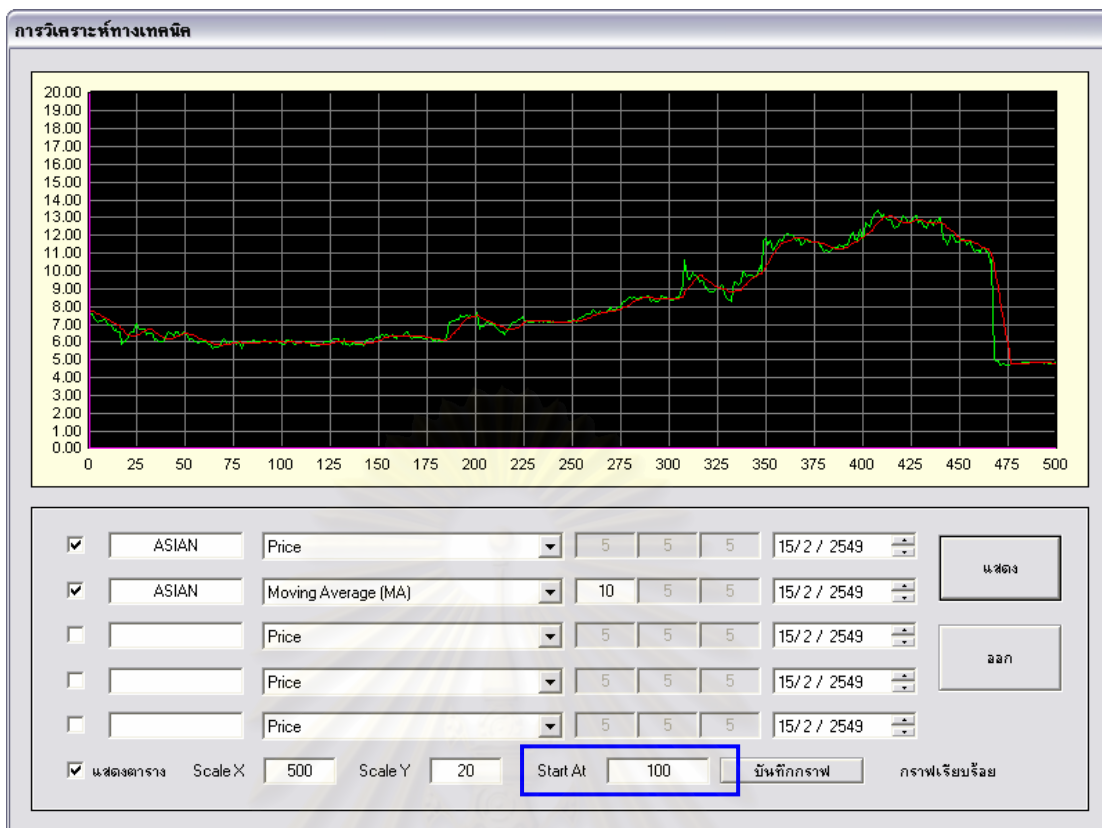 การวิเคราะห์ทางเทคนิค
20.00
19.00
18.00
17.00
16.00
15.00
14.00
13.00
12.00
11.00
10.00
9.00
8.00
7.00
6.00
5.00
4.00
3.00
2.00
1.00
0.00
0 25 50 75 100 125 150 175 200 225 250 275 300 325 350 375 400 425 450 475 500
ASIAN Price 5 5 5 15/ 2 / 2549
แสดง
ASIAN Moving Average (MA) 10 5 5 15/ 2 / 2549
Price 5 5 5 15/ 2 / 2549
ออก
Price 5 5 5 15/ 2 / 2549
Price 5 5 5 15/ 2 / 2549
แสดงตาราง Scale X 500 Scale Y 20 Start At 100 บันทึกกราฟ กราฟเรียบร้อย